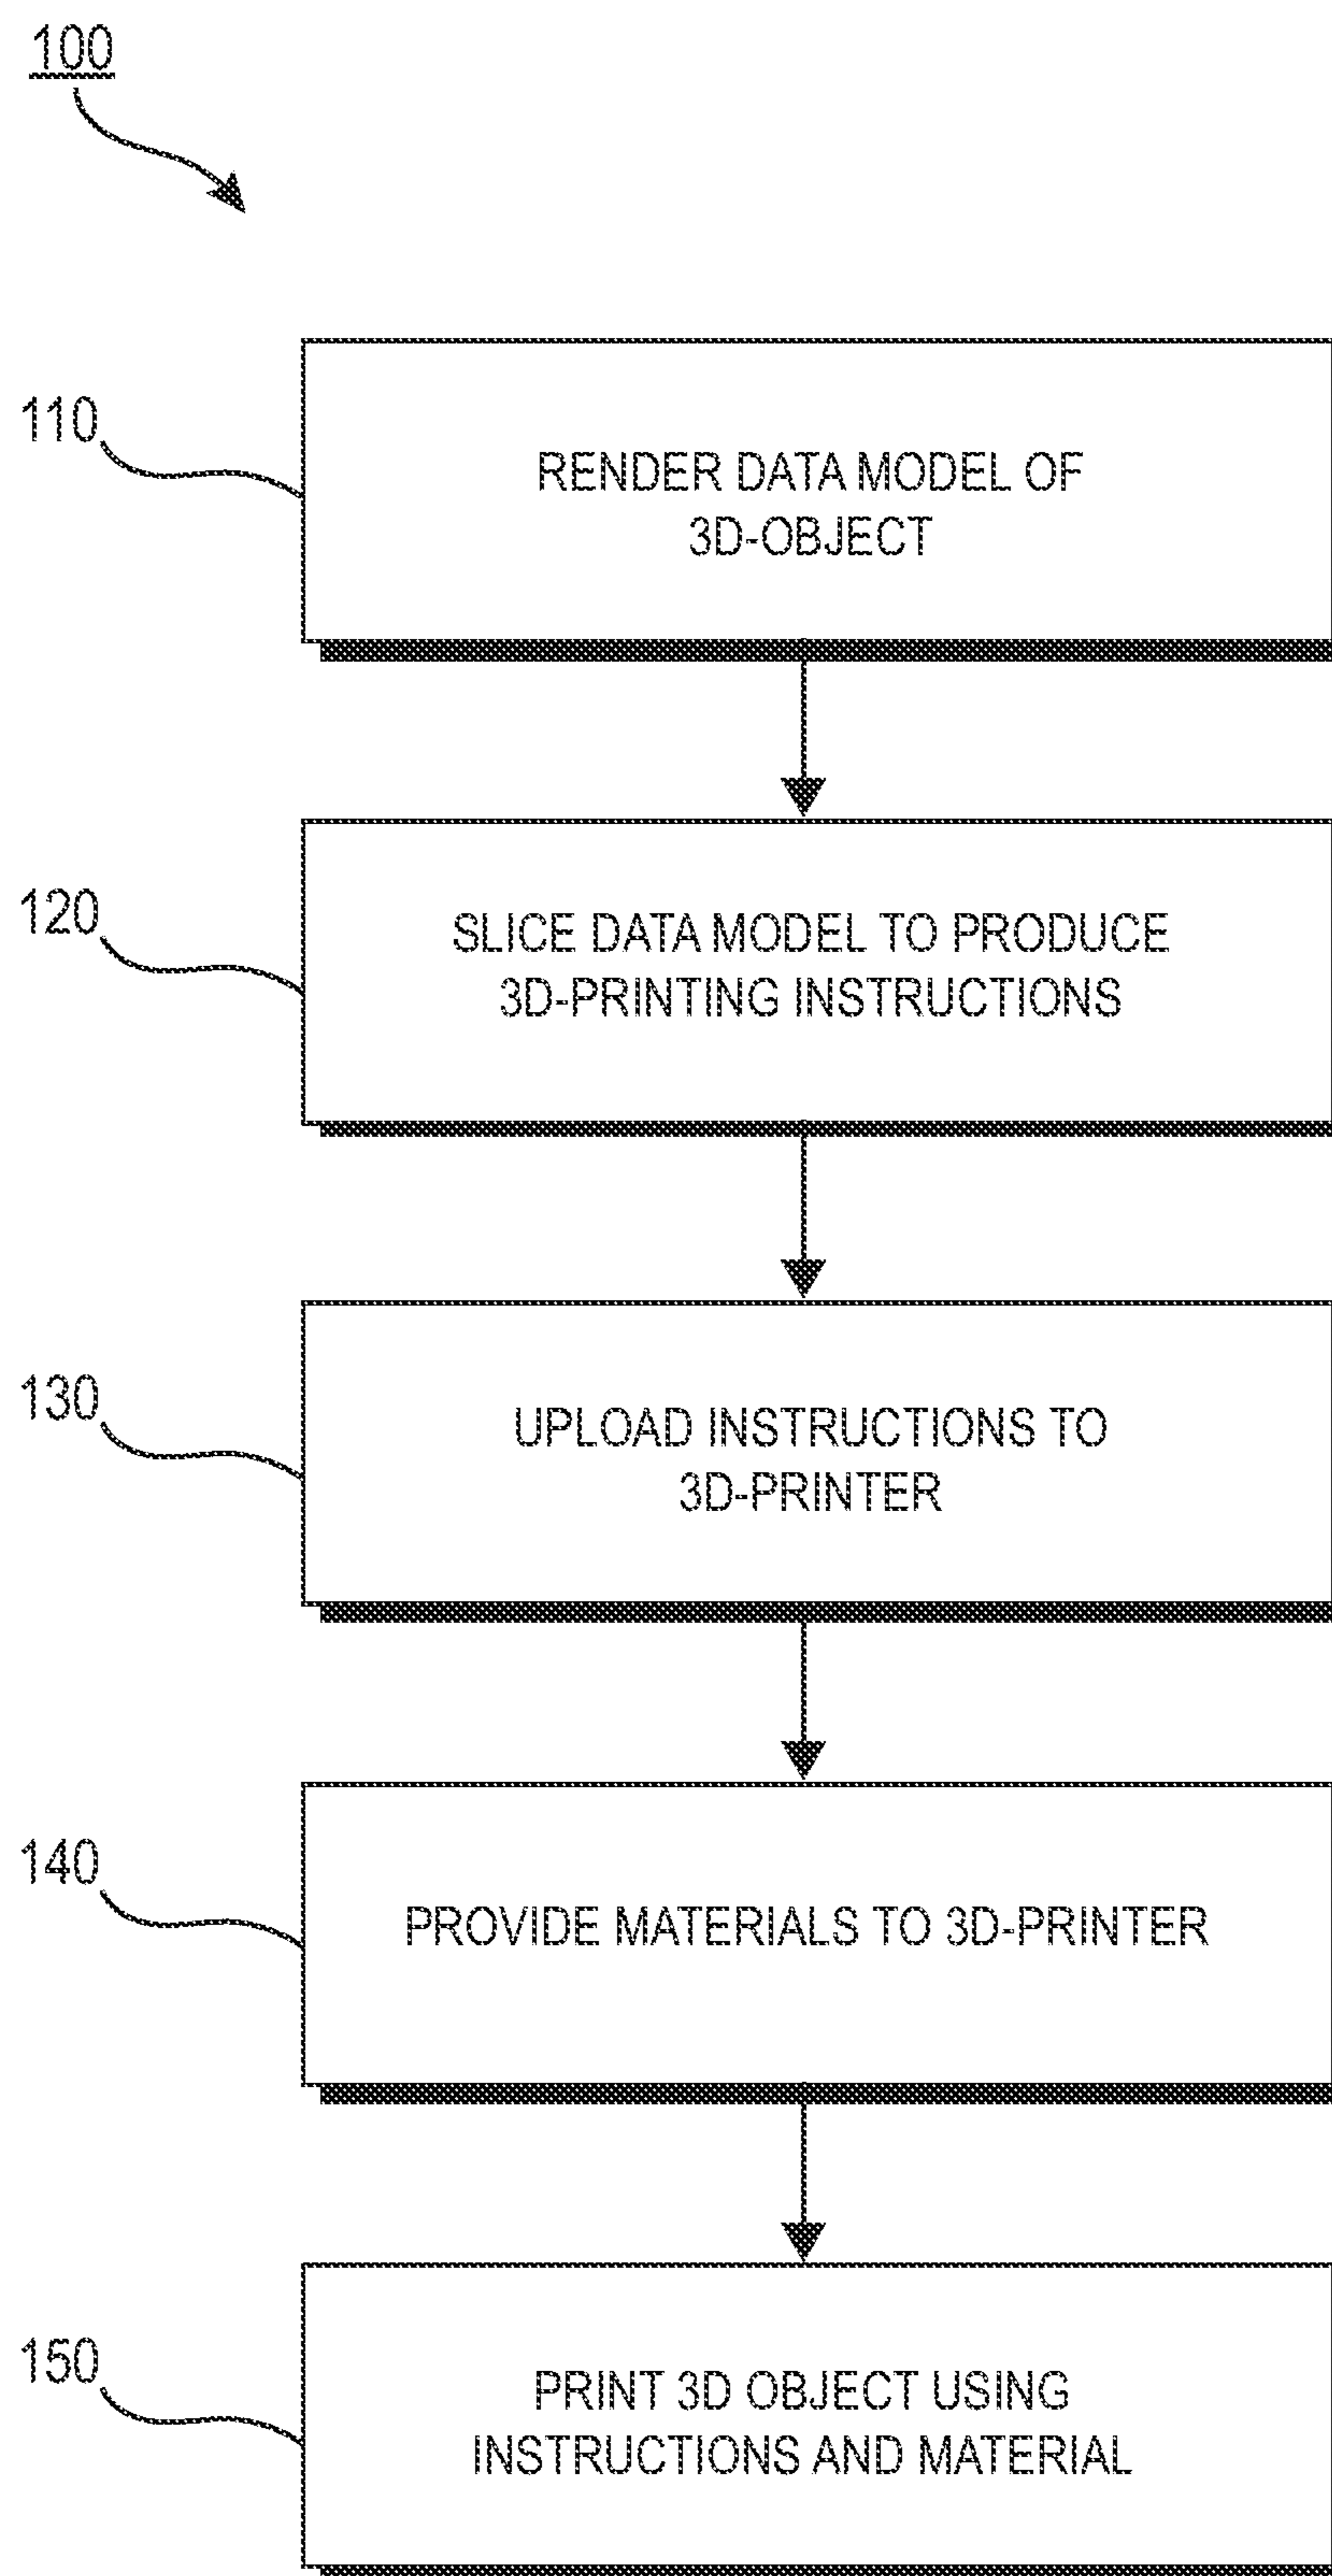 100
110
RENDER DATA MODEL OF
3D-OBJECT
120
SLICE DATA MODEL TO PRODUCE
3D-PRINTING INSTRUCTIONS
130
UPLOAD INSTRUCTIONS TO
3D-PRINTER
140
PROVIDE MATERIALS TO 3D-PRINTER
150
PRINT 3D OBJECT USING
INSTRUCTIONS AND MATERIAL